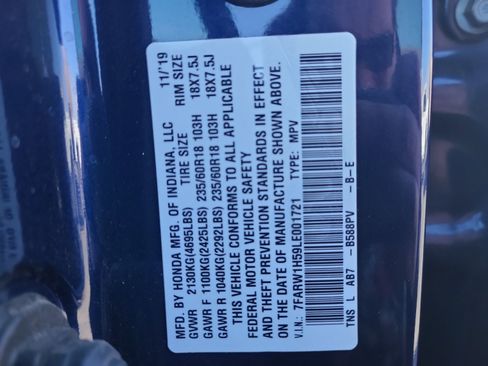 MFD. BY HONDA MFG. OF INDIANA, LLC 11/'19
GVWR 2130KG(4695LBS) TIRE SIZE RIM SIZE
GAWR F 1100KG(2425LBS) 235/60R18 103H 18X7.5J
GAWR R 1040KG(2292LBS) 235/60R18 103H 18X7.5J
THIS VEHICLE CONFORMS TO ALL APPLICABLE
FEDERAL MOTOR VEHICLE SAFETY
AND THEFT PREVENTION STANDARDS IN EFFECT
ON THE DATE OF MANUFACTURE SHOWN ABOVE.
V.I.N.: 7FARW1H59LE001721 TYPE: MPV
TNS L AB7 - B588PV - B-E